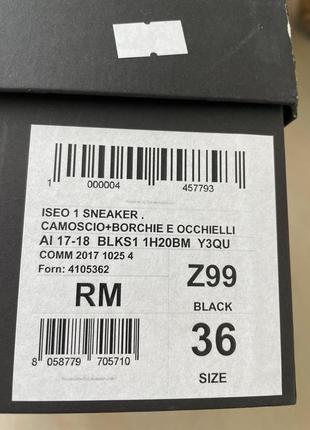 1 000004 457793
ISEO 1 SNEAKER .
CAMOSCIO+BORCHIE E OCCHIELLI
AI 17-18 BLKS1 1H20BM Y3QU
COMM 2017 1025 4
Forn: 4105362
RM
Z99
BLACK
36
SIZE
8 058779 705710